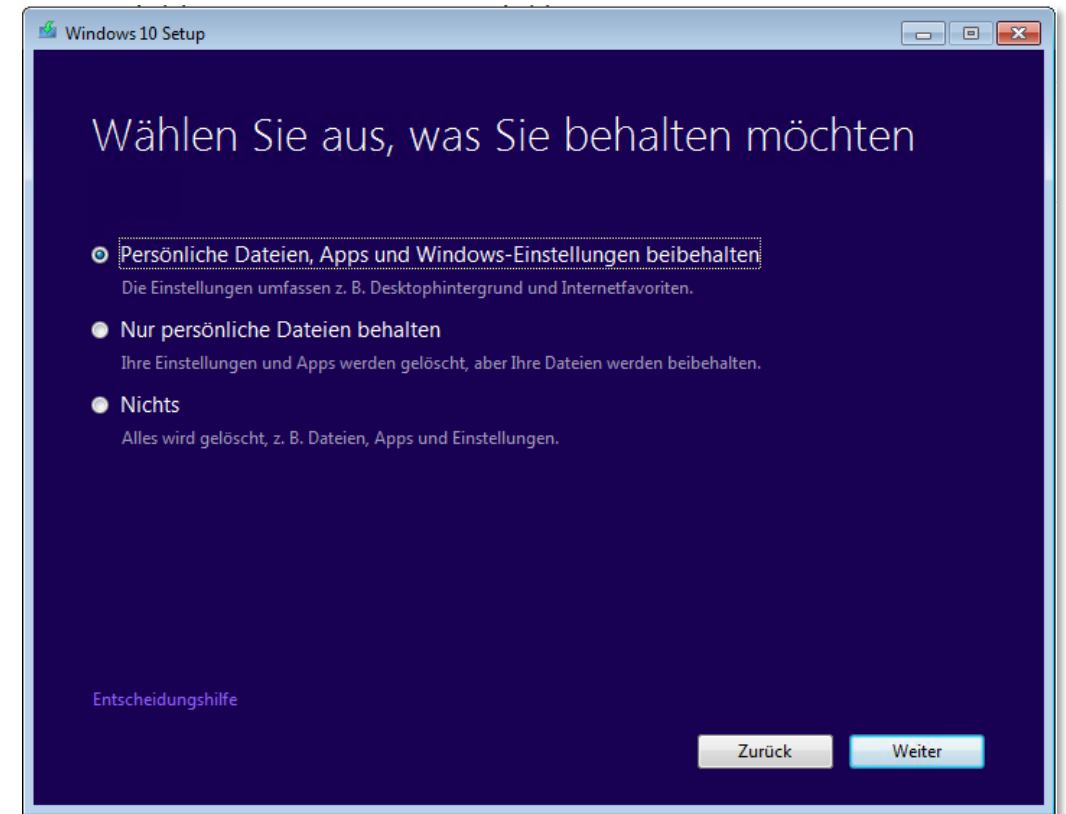 Windows 10 Setup
Wählen Sie aus, was Sie behalten möchten
Persönliche Dateien, Apps und Windows-Einstellungen beibehalten
Die Einstellungen umfassen z. B. Desktophintergrund und Internetfavoriten.
Nur persönliche Dateien behalten
Ihre Einstellungen und Apps werden gelöscht, aber Ihre Dateien werden beibehalten.
Nichts
Alles wird gelöscht, z. B. Dateien, Apps und Einstellungen.
Entscheidungshilfe
Zurück
Weiter